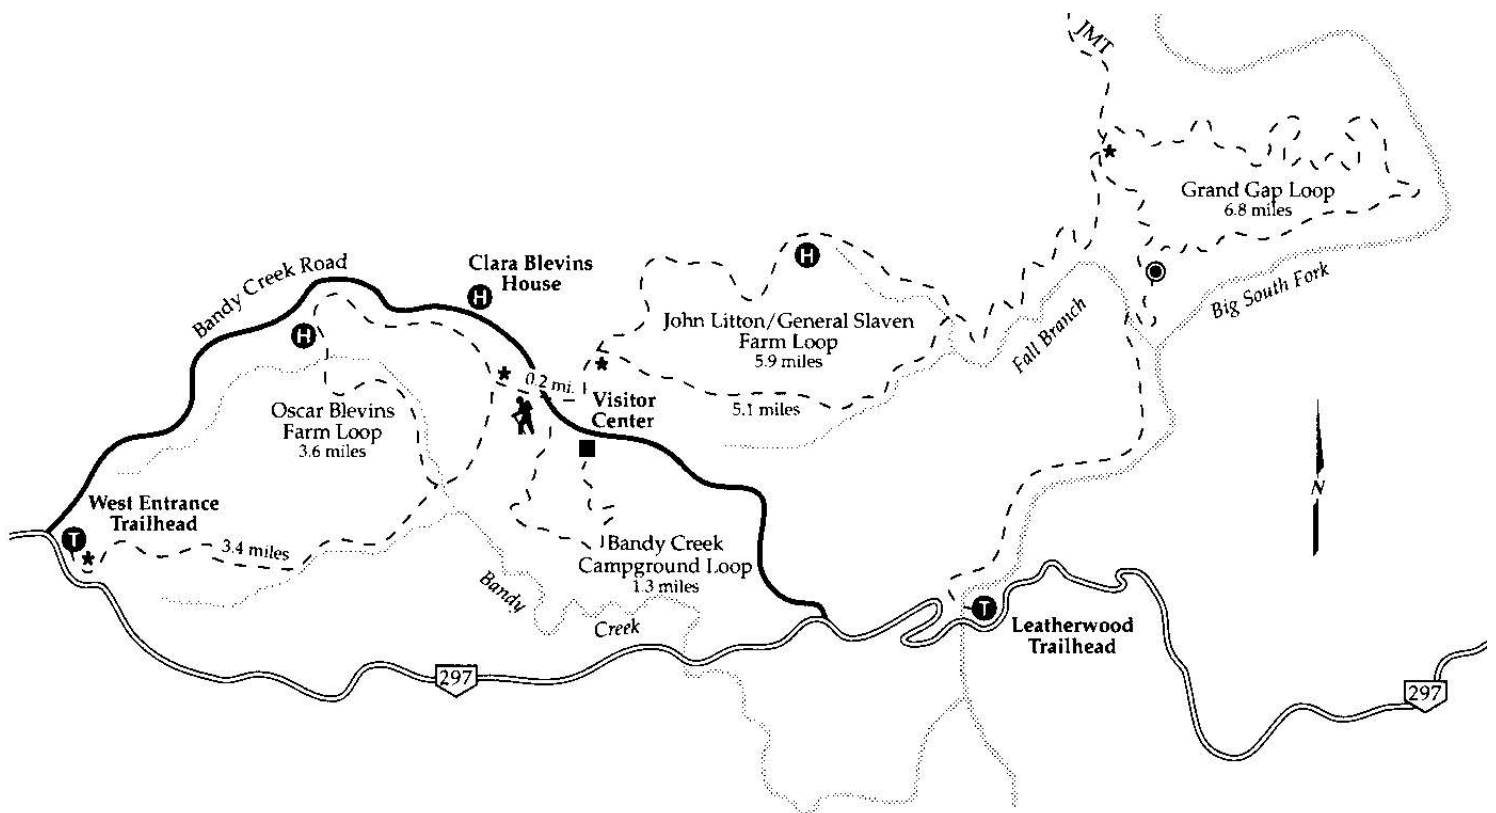 JMT
Grand Gap Loop
6.8 miles
Bandy Creek Road
Clara Blevins
House
H
H
H
John Litton/General Slaven
Farm Loop
5.9 miles
Fall Branch
Big South Fork
0.2 mi.
Visitor
Center
5.1 miles
Oscar Blevins
Farm Loop
3.6 miles
West Entrance
Trailhead
T
3.4 miles
N
Bandy Creek
Campground Loop
1.3 miles
Bandy
Creek
T
Leatherwood
Trailhead
297
297